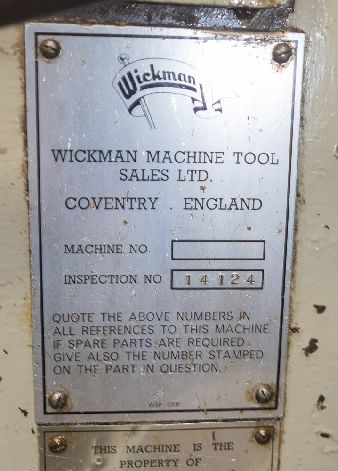 Wickman
WICKMAN MACHINE TOOL
SALES LTD.
COVENTRY . ENGLAND
MACHINE NO
INSPECTION NO 14124
QUOTE THE ABOVE NUMBERS IN
ALL REFERENCES TO THIS MACHINE
IF SPARE PARTS ARE REQUIRED
GIVE ALSO THE NUMBER STAMPED
ON THE PART IN QUESTION.
THIS MACHINE IS THE
PROPERTY OF